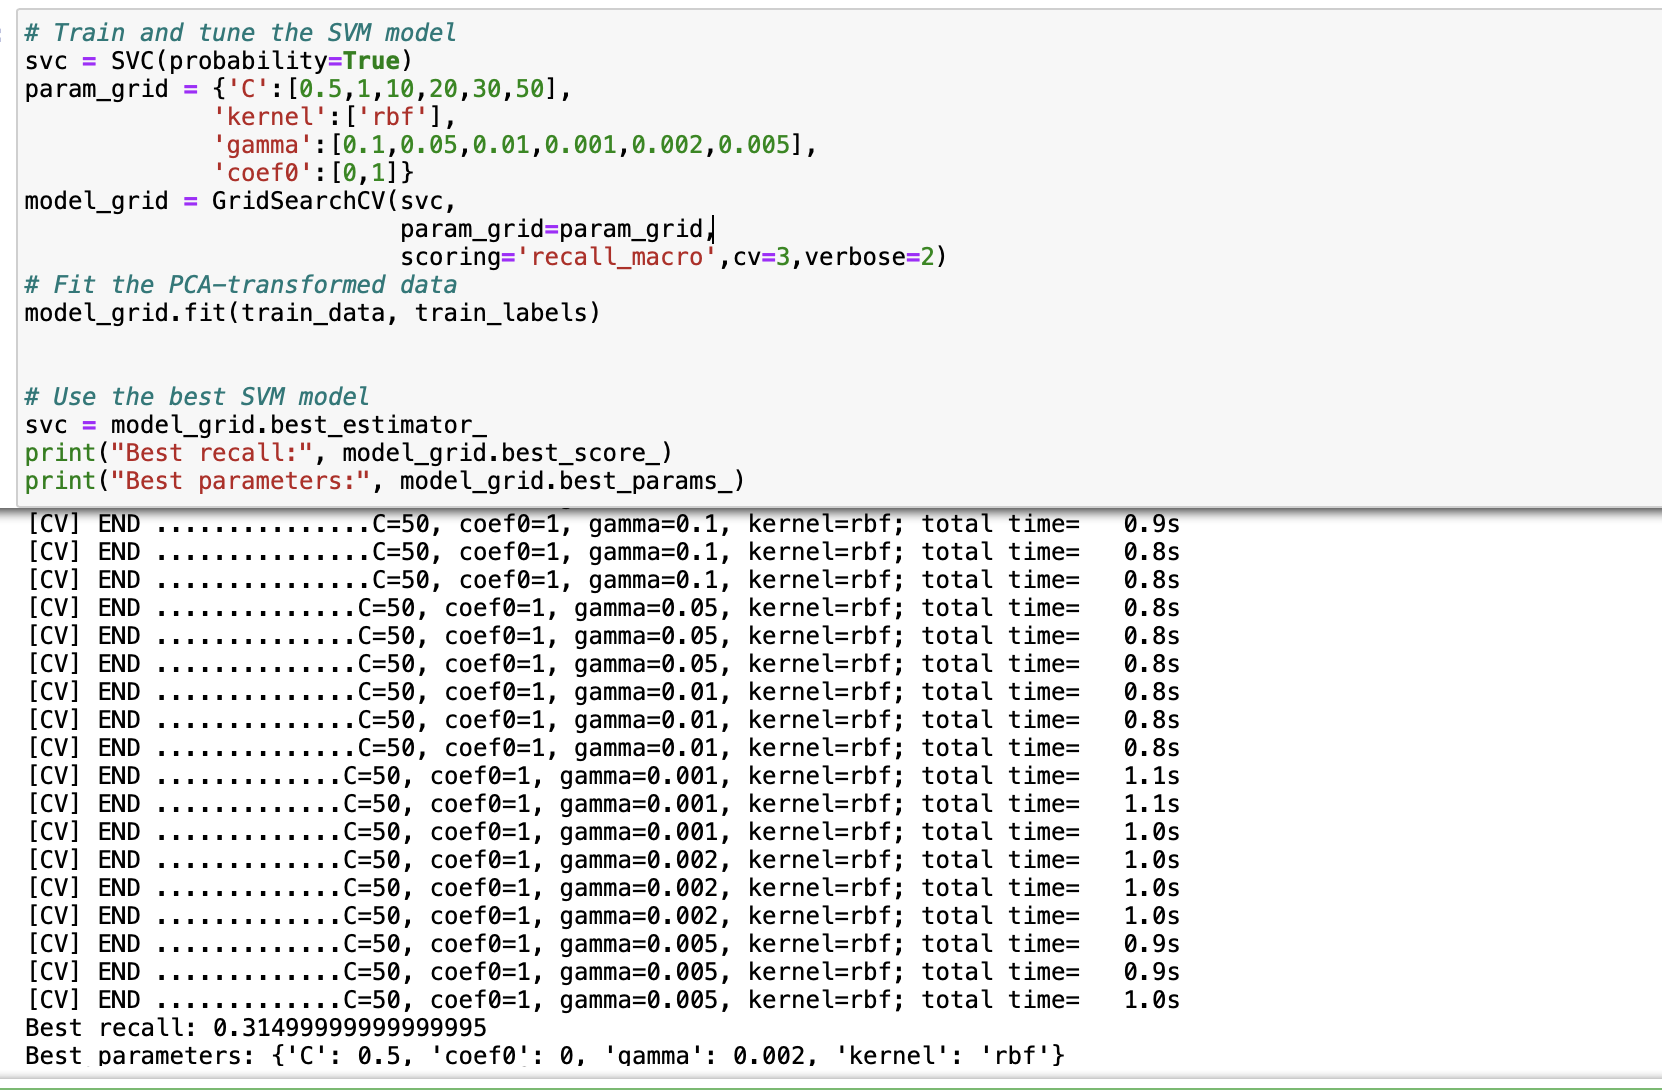 # Train and tune the SVM model
svc = SVC(probability=True)
param_grid = {'C':[0.5,1,10,20,30,50],
             'kernel':['rbf'],
             'gamma':[0.1,0.05,0.01,0.001,0.002,0.005],
             'coef0':[0,1]}
model_grid = GridSearchCV(svc,
                          param_grid=param_grid,
                          scoring='recall_macro',cv=3,verbose=2)
# Fit the PCA-transformed data
model_grid.fit(train_data, train_labels)
# Use the best SVM model
svc = model_grid.best_estimator_
print("Best recall:", model_grid.best_score_)
print("Best parameters:", model_grid.best_params_)
[CV] END ...............C=50, coef0=1, gamma=0.1, kernel=rbf; total time=   0.9s
[CV] END ...............C=50, coef0=1, gamma=0.1, kernel=rbf; total time=   0.8s
[CV] END ...............C=50, coef0=1, gamma=0.1, kernel=rbf; total time=   0.8s
[CV] END ..............C=50, coef0=1, gamma=0.05, kernel=rbf; total time=   0.8s
[CV] END ..............C=50, coef0=1, gamma=0.05, kernel=rbf; total time=   0.8s
[CV] END ..............C=50, coef0=1, gamma=0.05, kernel=rbf; total time=   0.8s
[CV] END ..............C=50, coef0=1, gamma=0.01, kernel=rbf; total time=   0.8s
[CV] END ..............C=50, coef0=1, gamma=0.01, kernel=rbf; total time=   0.8s
[CV] END ..............C=50, coef0=1, gamma=0.01, kernel=rbf; total time=   0.8s
[CV] END .............C=50, coef0=1, gamma=0.001, kernel=rbf; total time=   1.1s
[CV] END .............C=50, coef0=1, gamma=0.001, kernel=rbf; total time=   1.1s
[CV] END .............C=50, coef0=1, gamma=0.001, kernel=rbf; total time=   1.0s
[CV] END .............C=50, coef0=1, gamma=0.002, kernel=rbf; total time=   1.0s
[CV] END .............C=50, coef0=1, gamma=0.002, kernel=rbf; total time=   1.0s
[CV] END .............C=50, coef0=1, gamma=0.002, kernel=rbf; total time=   1.0s
[CV] END .............C=50, coef0=1, gamma=0.005, kernel=rbf; total time=   0.9s
[CV] END .............C=50, coef0=1, gamma=0.005, kernel=rbf; total time=   0.9s
[CV] END .............C=50, coef0=1, gamma=0.005, kernel=rbf; total time=   1.0s
Best recall: 0.31499999999999995
Best parameters: {'C': 0.5, 'coef0': 0, 'gamma': 0.002, 'kernel': 'rbf'}